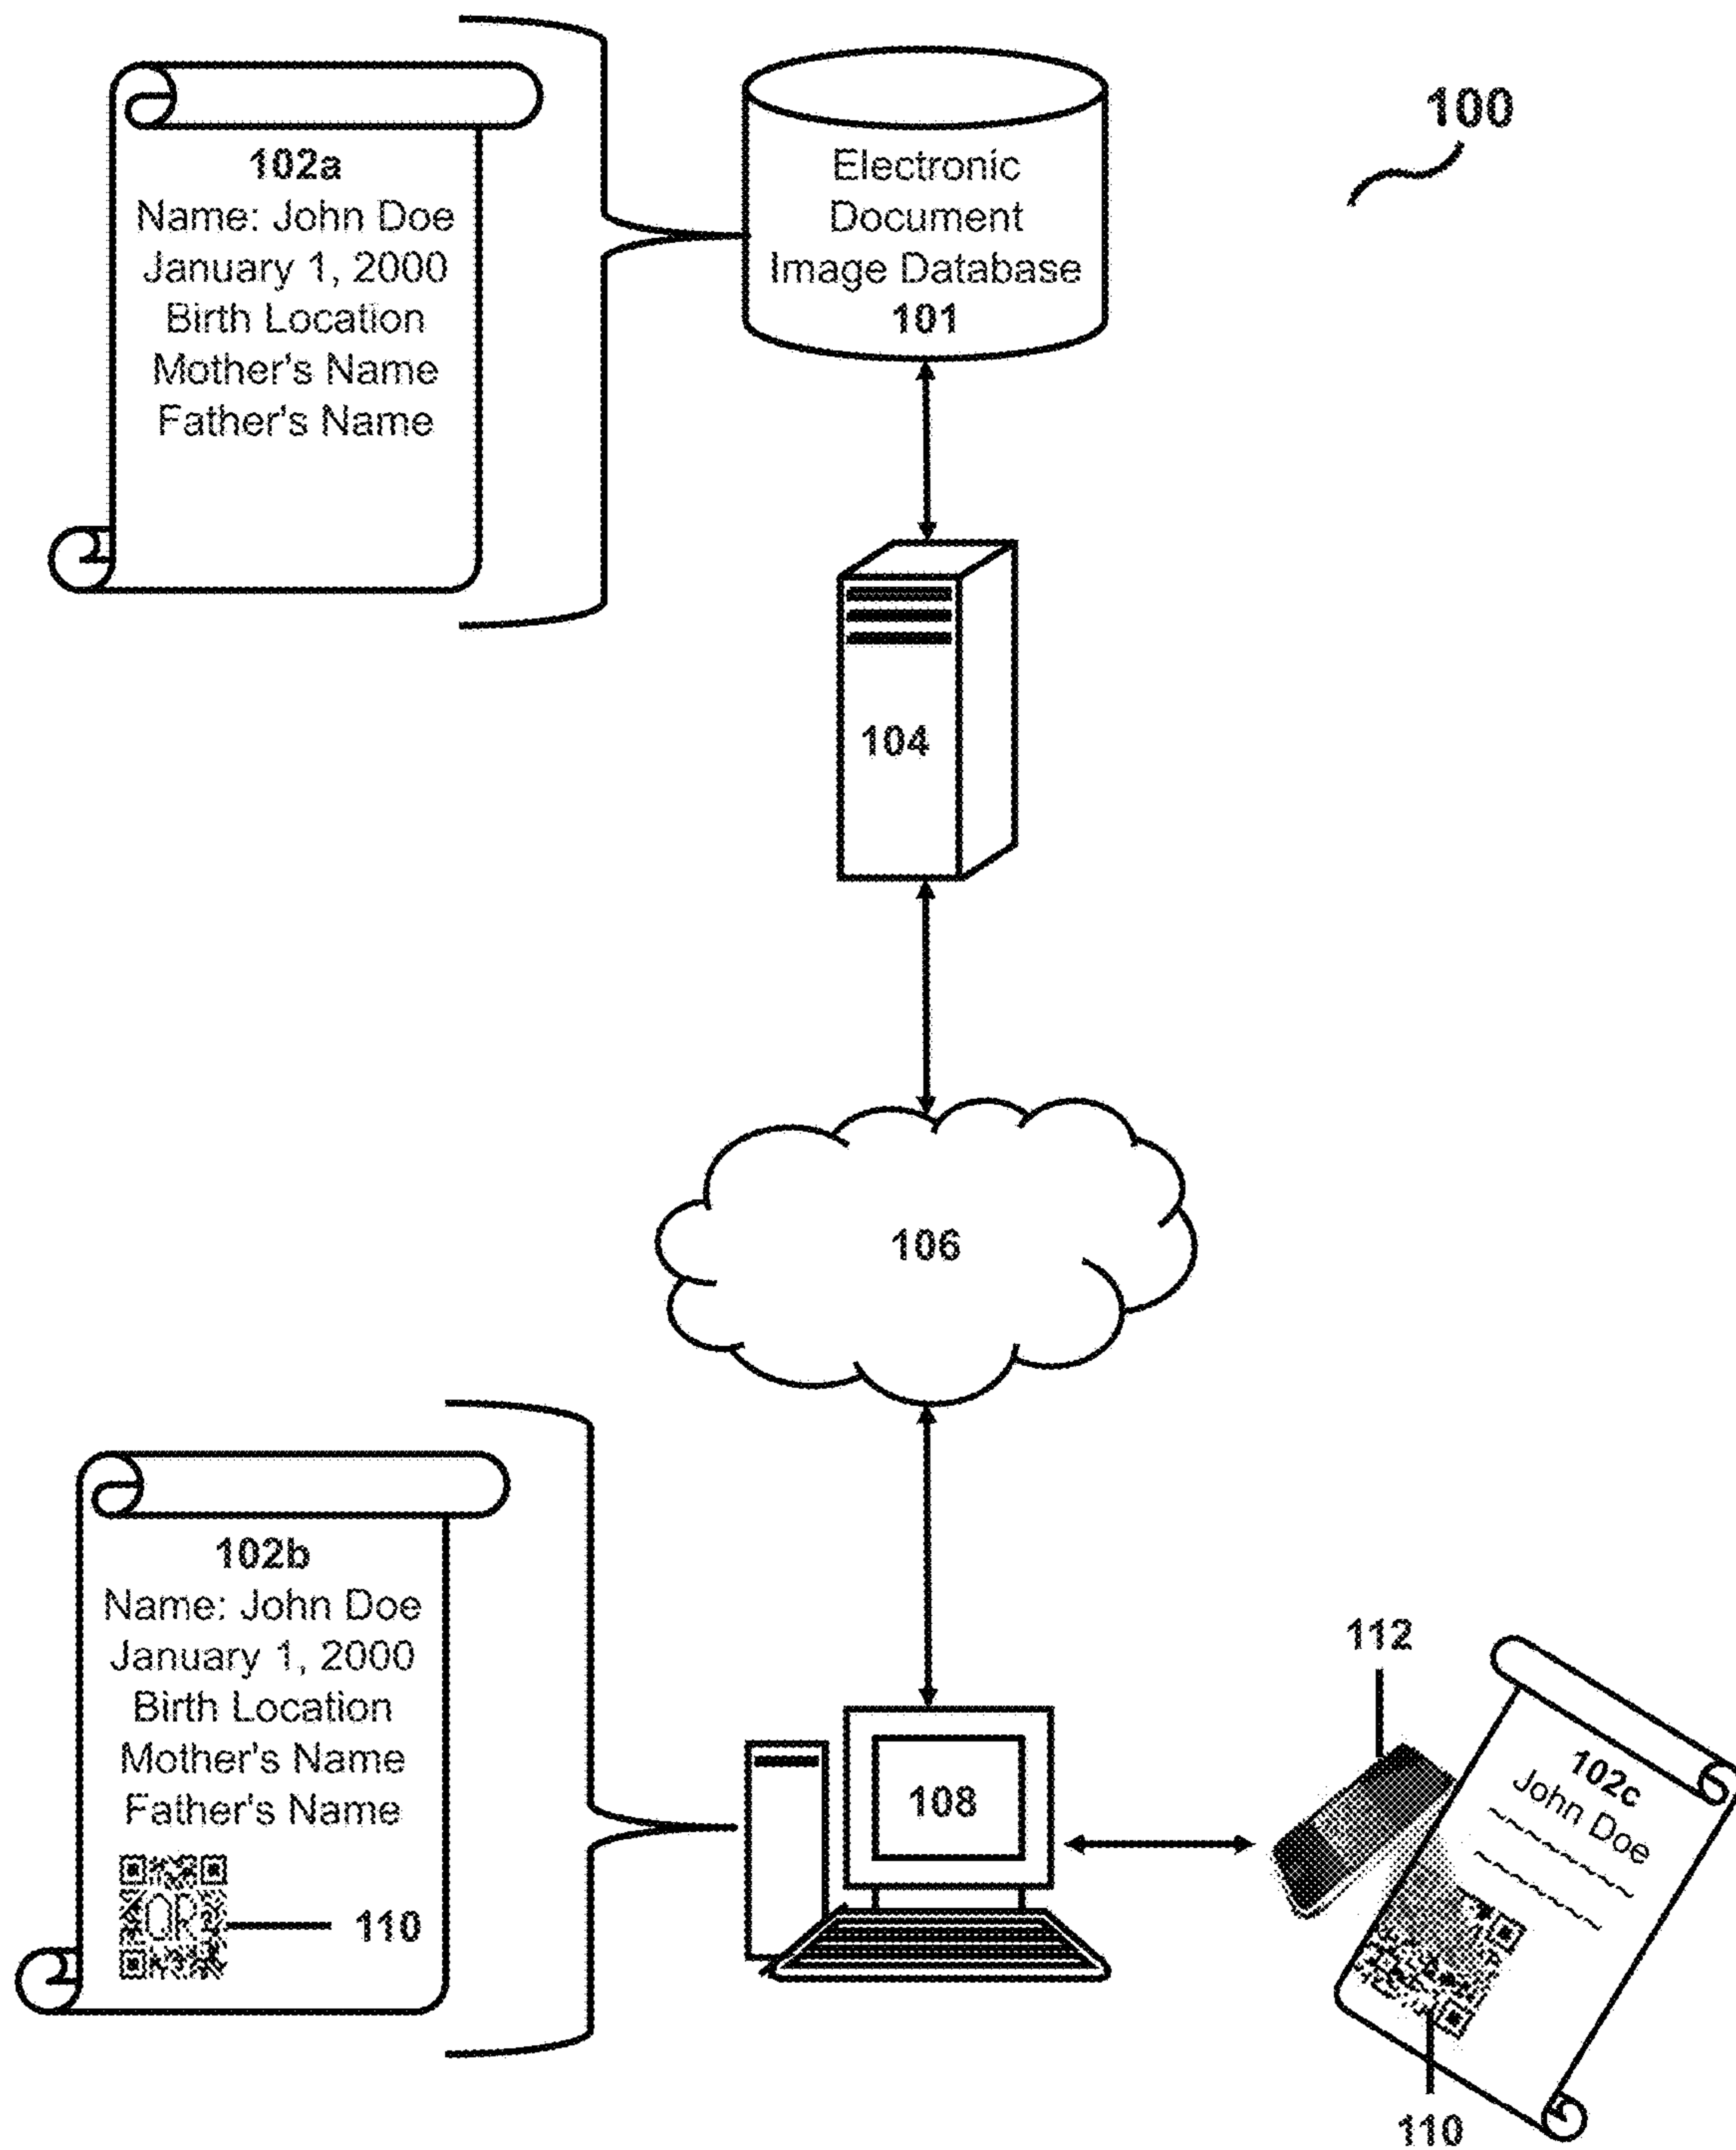 100
102a
Name: John Doe
January 1, 2000
Birth Location
Mother's Name
Father's Name
Electronic
Document
Image Database
101
104
106
102b
Name: John Doe
January 1, 2000
Birth Location
Mother's Name
Father's Name
QR
110
108
112
102c
John Doe
110